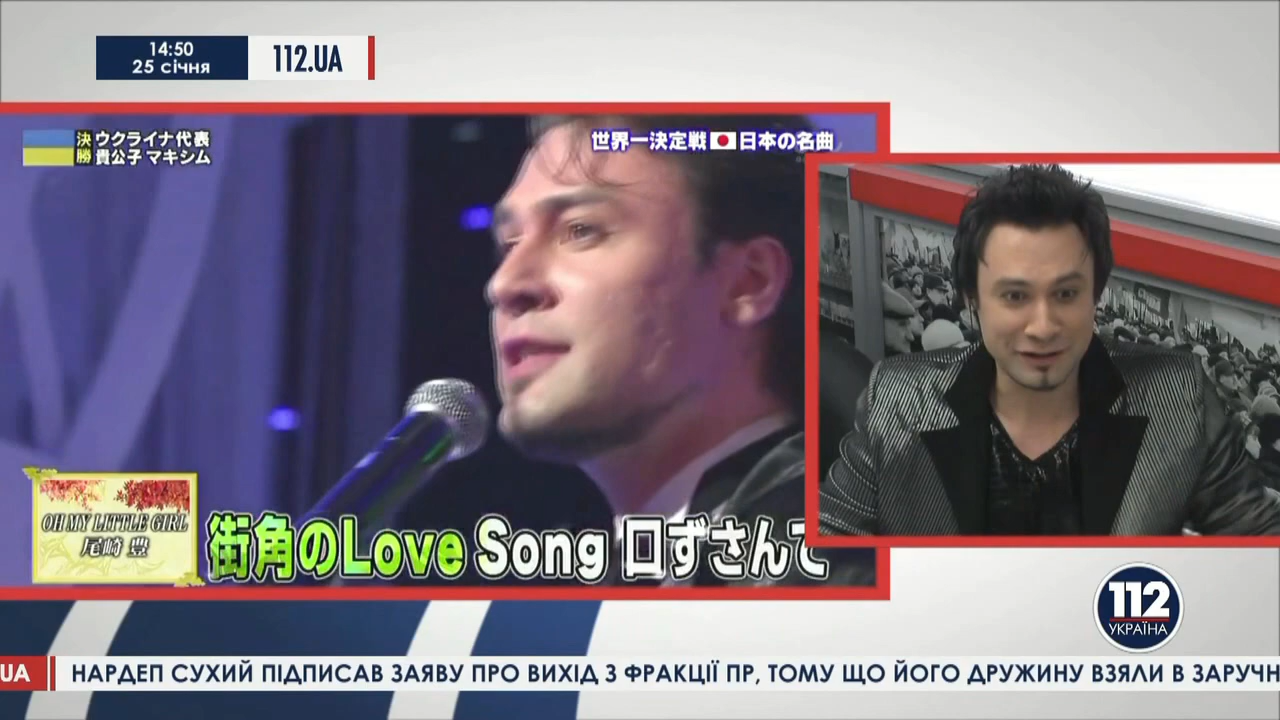 14:50
25 січня
112.UA
決勝
ウクライナ代表
貴公子 マキシム
世界一決定戦
日本の名曲
OH MY LITTLE GIRL
尾崎 豊
街角のLove Song 口ずさんで
112
УКРАЇНА
UA
НАРДЕП СУХИЙ ПІДПИСАВ ЗАЯВУ ПРО ВИХІД З ФРАКЦІЇ ПР, ТОМУ ЩО ЙОГО ДРУЖИНУ ВЗЯЛИ В ЗАРУЧН